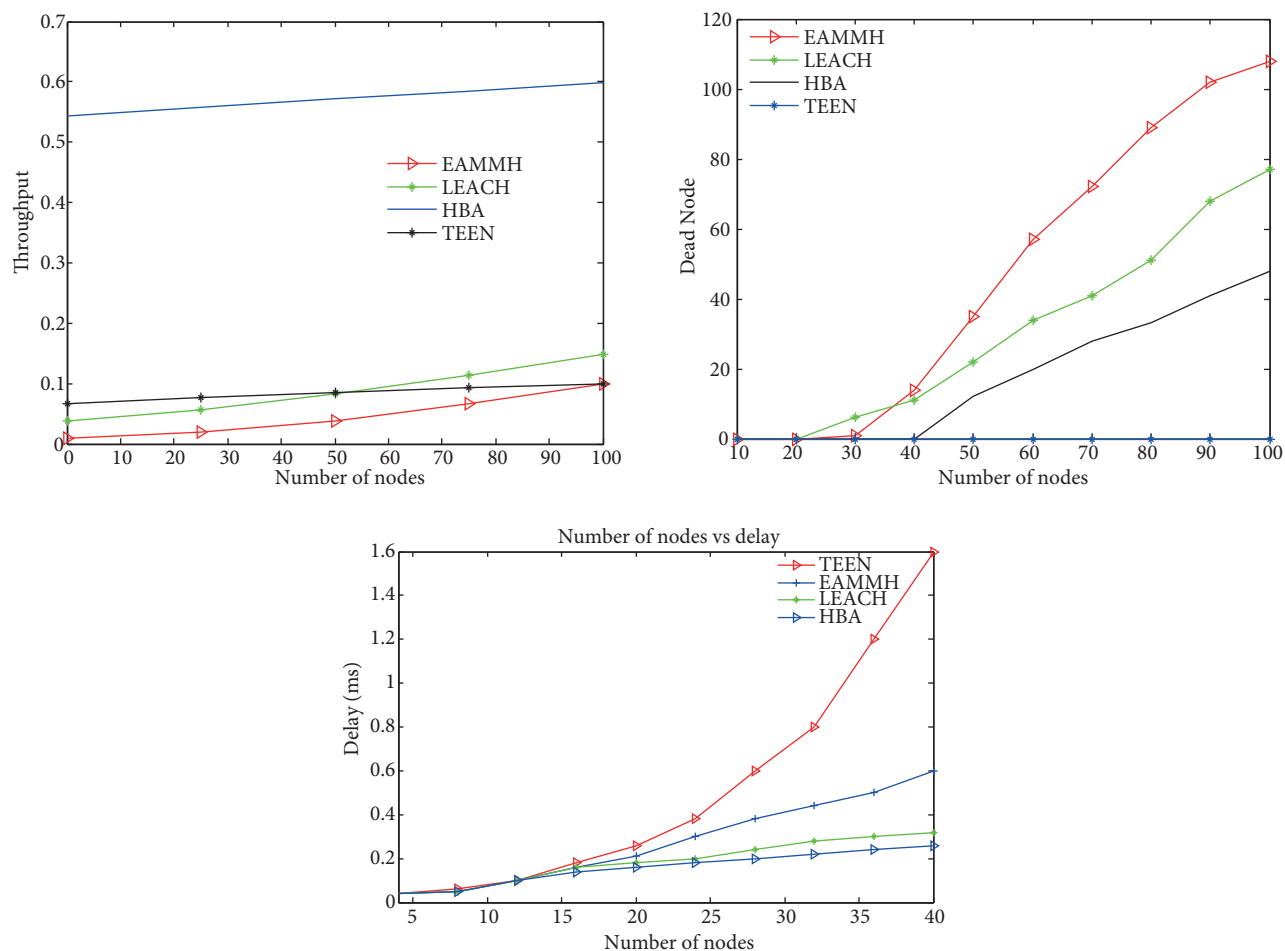 0.7
0.6
0.5
0.4
0.3
0.2
0.1
0
Throughput
EAMMH
LEACH
HBA
TEEN
0 10 20 30 40 50 60 70 80 90 100
Number of nodes
120
100
80
60
40
20
0
Dead Node
EAMMH
LEACH
HBA
TEEN
10 20 30 40 50 60 70 80 90 100
Number of nodes
Number of nodes vs delay
1.6
1.2
1
0.8
0.6
0.4
0.2
0
Delay (ms)
TEEN
EAMMH
LEACH
HBA
5 10 15 20 25 30 35 40
Number of nodes